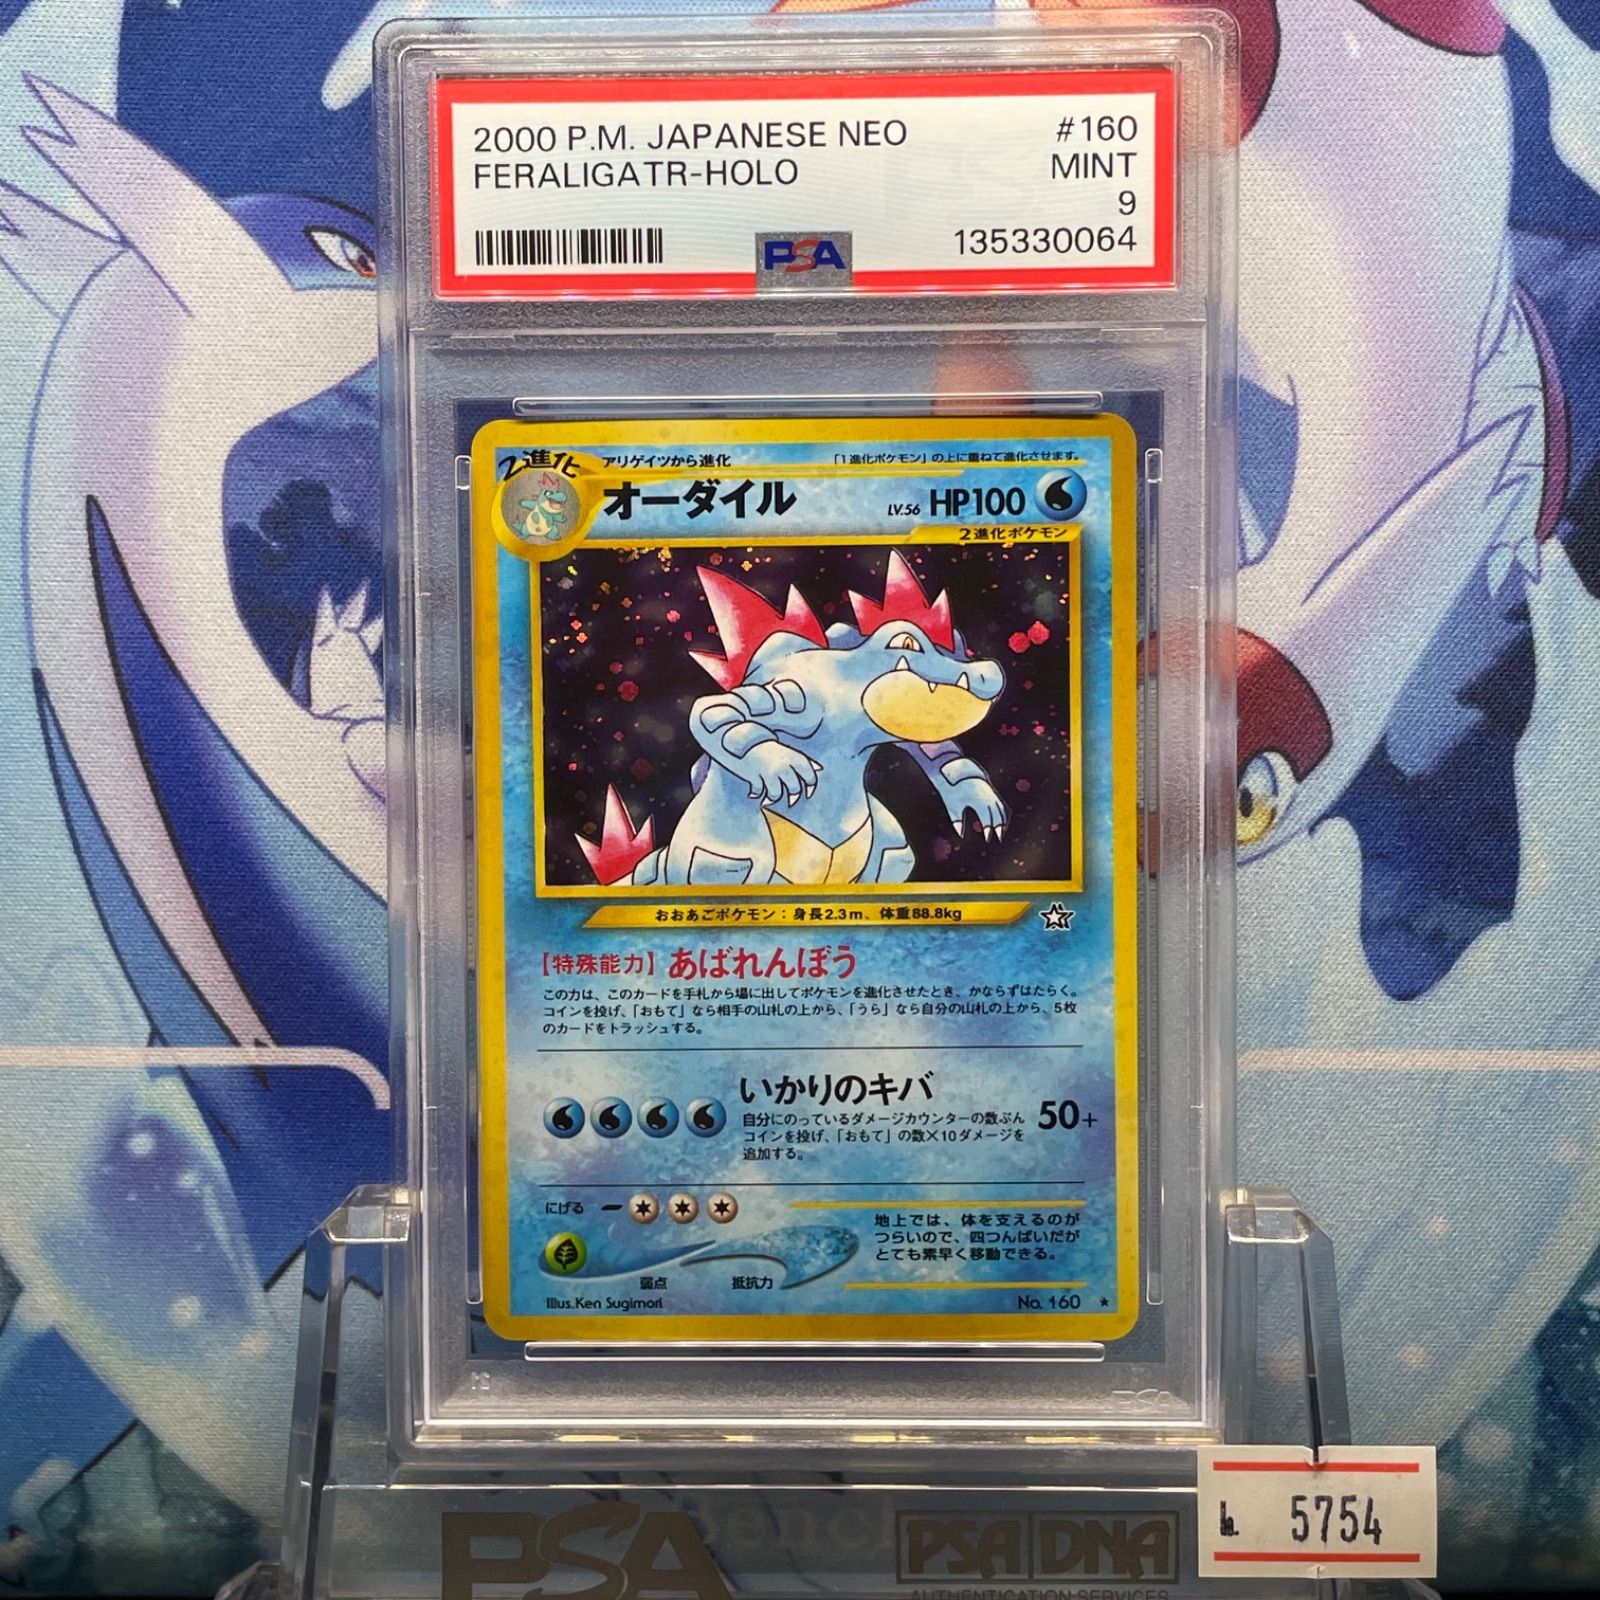 2000 P.M. JAPANESE NEO #160
FERALIGATR-HOLO MINT
9
PSA 135330064
2進化
アリゲイツから進化 「1進化ポケモン」の上に重ねて進化させます。
オーダイル LV.56 HP100
2進化ポケモン
おおあごポケモン：身長2.3m、体重88.8kg
【特殊能力】あばれんぼう
この力は、このカードを手札から場に出してポケモンを進化させたとき、かならずはたらく。
コインを投げ、「おもて」なら相手の山札の上から、「うら」なら自分の山札の上から、5枚
のカードをトラッシュする。
いかりのキバ 50+
自分にのっているダメージカウンターの数ぶん
コインを投げ、「おもて」の数×10ダメージを
追加する。
にげる
弱点 抵抗力
地上では、体を支えるのが
つらいので、四つんばいだが
とても素早く移動できる。
Illus.Ken Sugimori No. 160 ★
PSA
PSA
PSA DNA
AUTHENTICATION SERVICES
5754